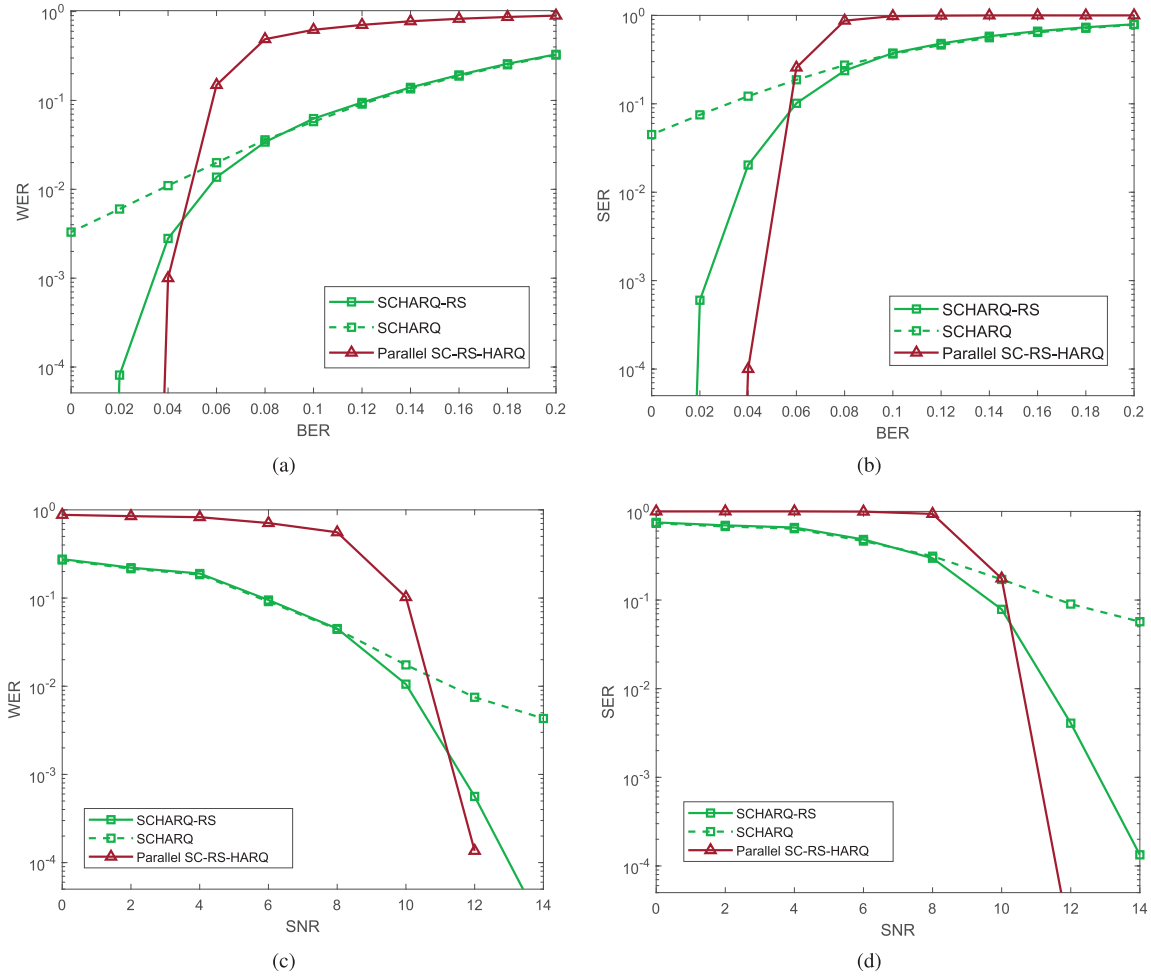 10^0
10^-1
10^-2
10^-3
10^-4
WER
SCHARQ-RS
SCHARQ
Parallel SC-RS-HARQ
0 0.02 0.04 0.06 0.08 0.1 0.12 0.14 0.16 0.18 0.2
BER
(a)
10^0
10^-1
10^-2
10^-3
10^-4
SER
SCHARQ-RS
SCHARQ
Parallel SC-RS-HARQ
0 0.02 0.04 0.06 0.08 0.1 0.12 0.14 0.16 0.18 0.2
BER
(b)
10^0
10^-1
10^-2
10^-3
10^-4
WER
SCHARQ-RS
SCHARQ
Parallel SC-RS-HARQ
0 2 4 6 8 10 12 14
SNR
(c)
10^0
10^-1
10^-2
10^-3
10^-4
SER
SCHARQ-RS
SCHARQ
Parallel SC-RS-HARQ
0 2 4 6 8 10 12 14
SNR
(d)